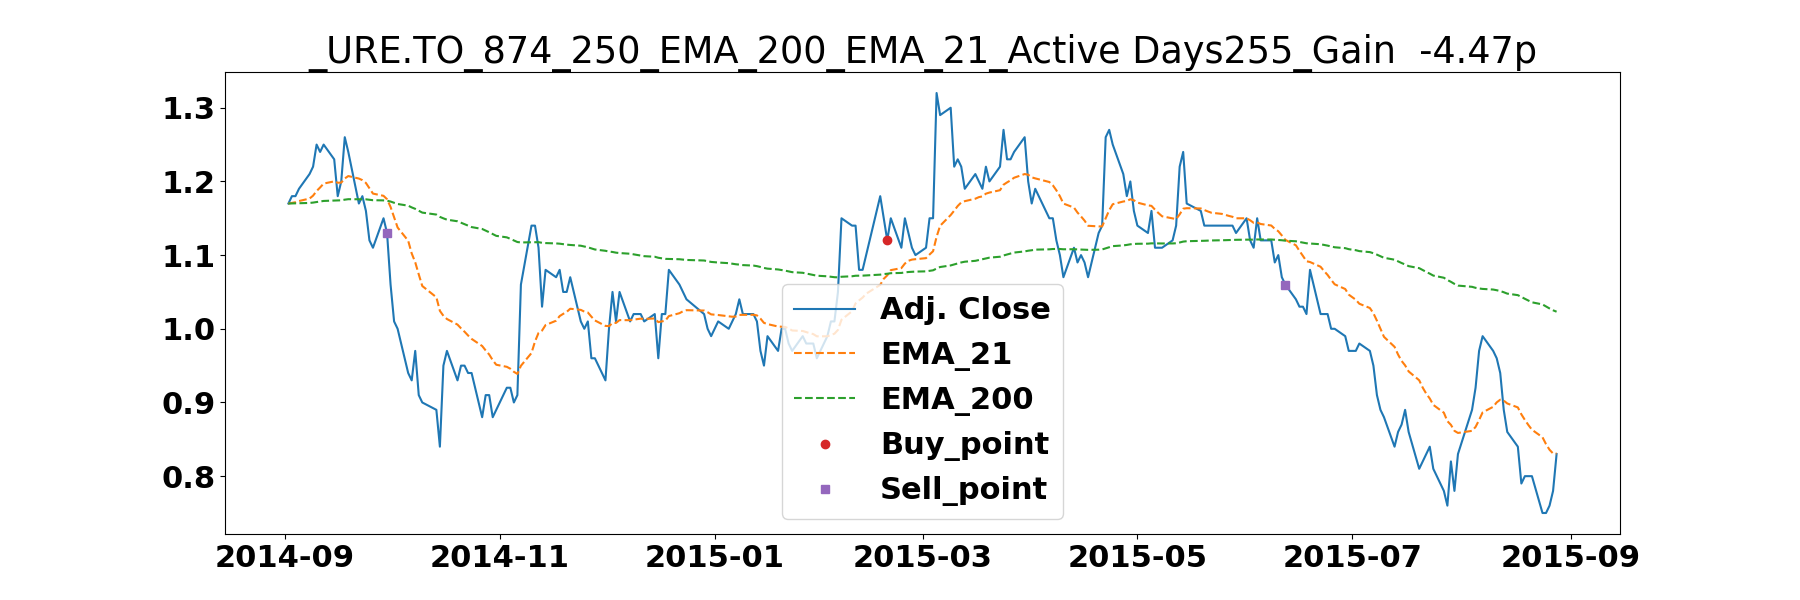 _URE.TO_874_250_EMA_200_EMA_21_Active Days255_Gain  -4.47p
1.3
1.2
1.1
1.0
0.9
0.8
Adj. Close
EMA_21
EMA_200
Buy_point
Sell_point
2014-09 2014-11 2015-01 2015-03 2015-05 2015-07 2015-09